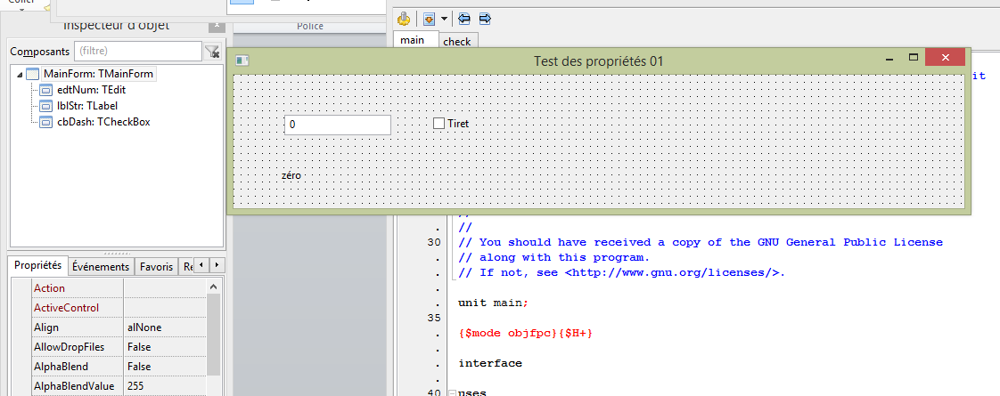 Police
Inspecteur d'objet
Composants (filtre)
MainForm: TMainForm
edtNum: TEdit
lblStr: TLabel
cbDash: TCheckBox
Propriétés Événements Favoris Re
Action
ActiveControl
Align alNone
AllowDropFiles False
AlphaBlend False
AlphaBlendValue 255
main check
Test des propriétés 01
it
0 Tiret
zéro
//
. //
30 // You should have received a copy of the GNU General Public License
. // along with this program.
. // If not, see <http://www.gnu.org/licenses/>.
.
. unit main;
35
. {$mode objfpc}{$H+}
.
. interface
.
40 uses